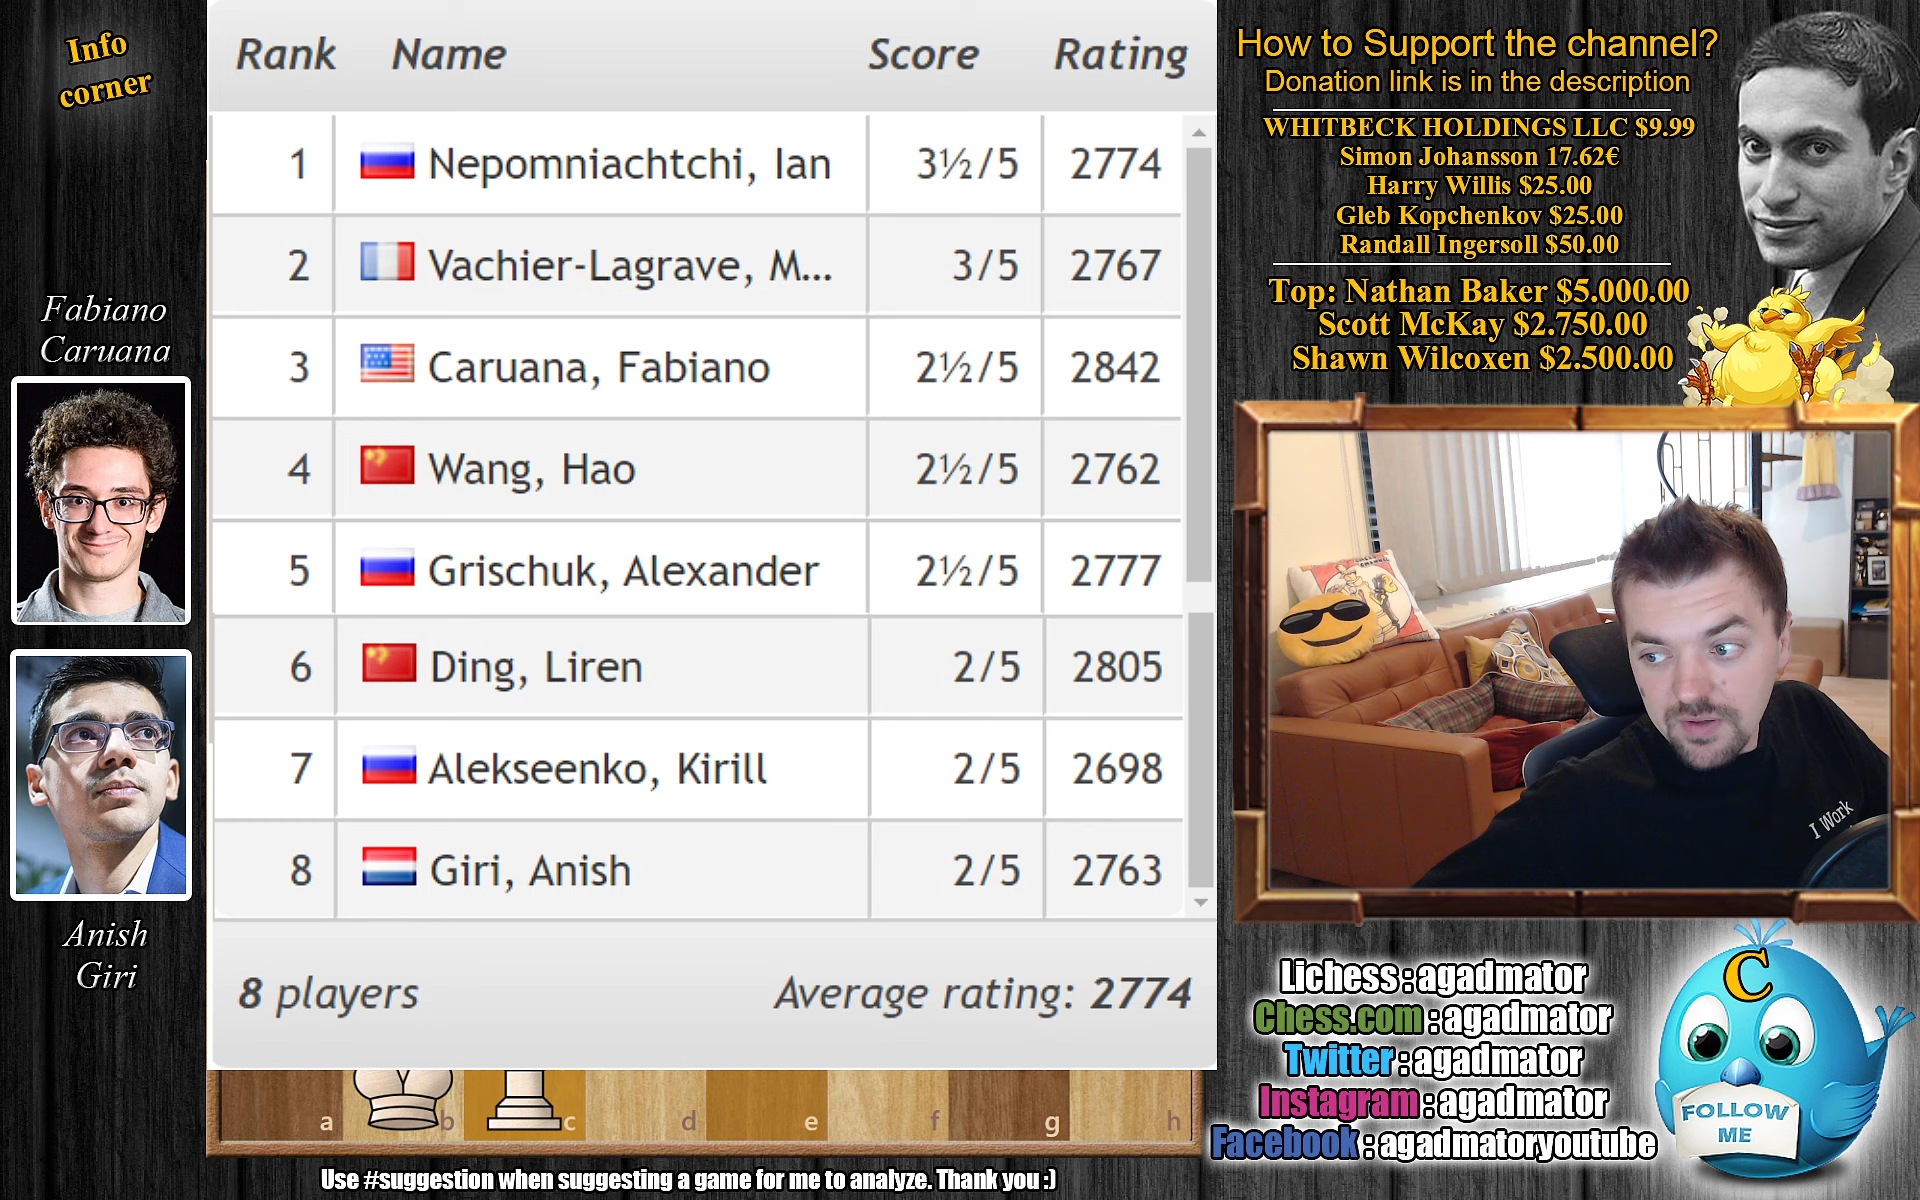 Info
corner
Fabiano
Caruana
Anish
Giri
Rank Name Score Rating
1 Nepomniachtchi, Ian 3½/5 2774
2 Vachier-Lagrave, M... 3/5 2767
3 Caruana, Fabiano 2½/5 2842
4 Wang, Hao 2½/5 2762
5 Grischuk, Alexander 2½/5 2777
6 Ding, Liren 2/5 2805
7 Alekseenko, Kirill 2/5 2698
8 Giri, Anish 2/5 2763
8 players Average rating: 2774
a b c d e f g h
Use #suggestion when suggesting a game for me to analyze. Thank you :)
How to Support the channel?
Donation link is in the description
WHITBECK HOLDINGS LLC $9.99
Simon Johansson 17.62€
Harry Willis $25.00
Gleb Kopchenkov $25.00
Randall Ingersoll $50.00
Top: Nathan Baker $5.000.00
Scott McKay $2.750.00
Shawn Wilcoxen $2.500.00
I Work
Lichess : agadmator
Chess.com : agadmator
Twitter : agadmator
Instagram : agadmator
Facebook : agadmatoryoutube
C
FOLLOW
ME